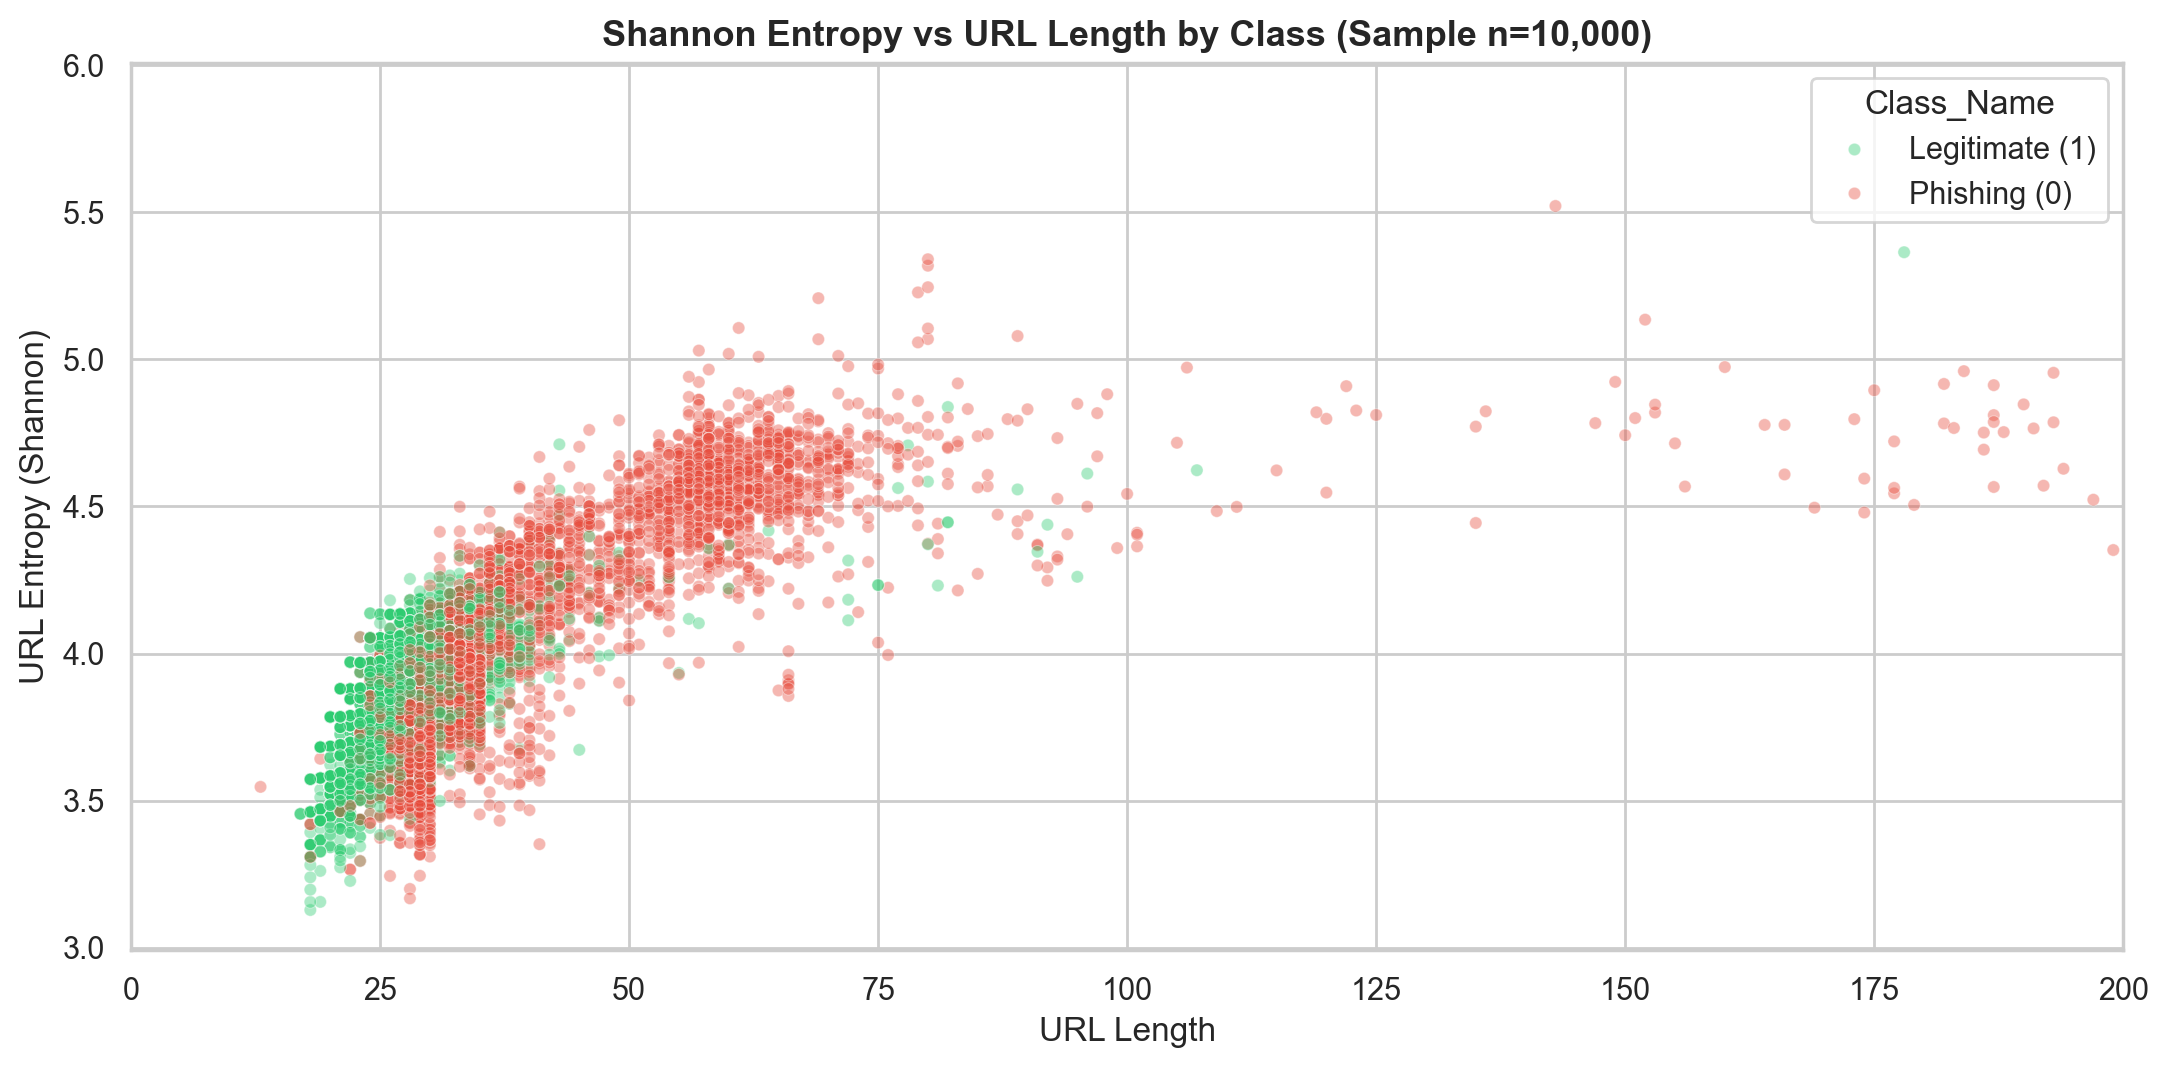 Shannon Entropy vs URL Length by Class (Sample n=10,000)
6.0
5.5
5.0
4.5
4.0
3.5
3.0
URL Entropy (Shannon)
Class_Name
Legitimate (1)
Phishing (0)
0 25 50 75 100 125 150 175 200
URL Length